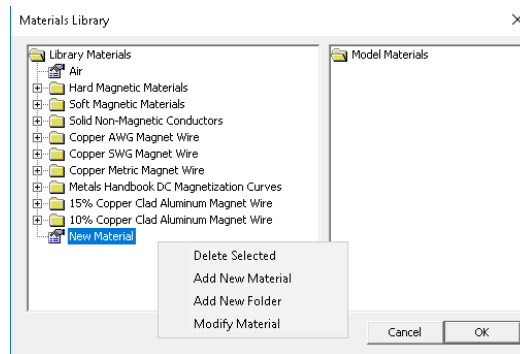 Materials Library
Library Materials
Air
Hard Magnetic Materials
Soft Magnetic Materials
Solid Non-Magnetic Conductors
Copper AWG Magnet Wire
Copper SWG Magnet Wire
Copper Metric Magnet Wire
Metals Handbook DC Magnetization Curves
15% Copper Clad Aluminum Magnet Wire
10% Copper Clad Aluminum Magnet Wire
New Material
Model Materials
Delete Selected
Add New Material
Add New Folder
Modify Material
Cancel
OK